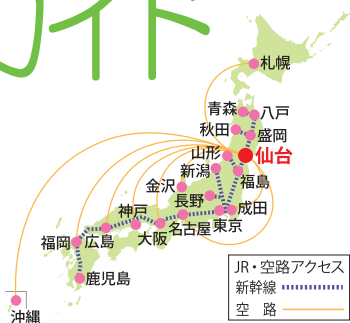 ガイド
札幌
青森
八戸
秋田
盛岡
山形
仙台
新潟
福島
金沢
長野
成田
神戸
東京
名古屋
福岡
広島
大阪
鹿児島
沖縄
JR・空路アクセス
新幹線
空 路